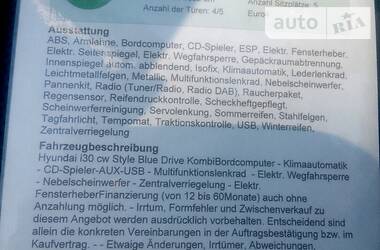 Anzahl der Türen: 4/5
Anzahl Sitzplätze: 5
Euro
auto RIA
Ausstattung
ABS, Armlehne, Bordcomputer, CD-Spieler, ESP, Elektr. Fensterheber,
Elektr. Seitenspiegel, Elektr. Wegfahrsperre, Gepäckraumabtrennung,
Innenspiegel autom. abblendend, Isofix, Klimaautomatik, Lederlenkrad,
Leichtmetallfelgen, Metallic, Multifunktionslenkrad, Nebelscheinwerfer,
Pannenkit, Radio (Tuner/Radio, Radio DAB), Raucherpaket,
Regensensor, Reifendruckkontrolle, Scheckheftgepflegt,
Scheinwerferreinigung, Servolenkung, Sommerreifen, Stahlfelgen,
Tagfahrlicht, Tempomat, Traktionskontrolle, USB, Winterreifen,
Zentralverriegelung
Fahrzeugbeschreibung
Hyundai i30 cw Style Blue Drive KombiBordcomputer - Klimaautomatik
- CD-Spieler-AUX-USB - Multifunktionslenkrad - Elektr. Wegfahrsperre
- Nebelscheinwerfer - Zentralverriegelung - Elektr.
FensterheberFinanzierung (von 12 bis 60Monate) auch ohne
Anzahlung möglich. - Irrtum, Formfehler und Zwischenverkauf zu
diesem Angebot werden ausdrücklich vorbehalten. Entscheidend sind
allein die konkreten Vereinbarungen in der Auftragsbestätigung bzw. im
Kaufvertrag. - - Etwaige Änderungen, Irrtümer, Abweichungen,